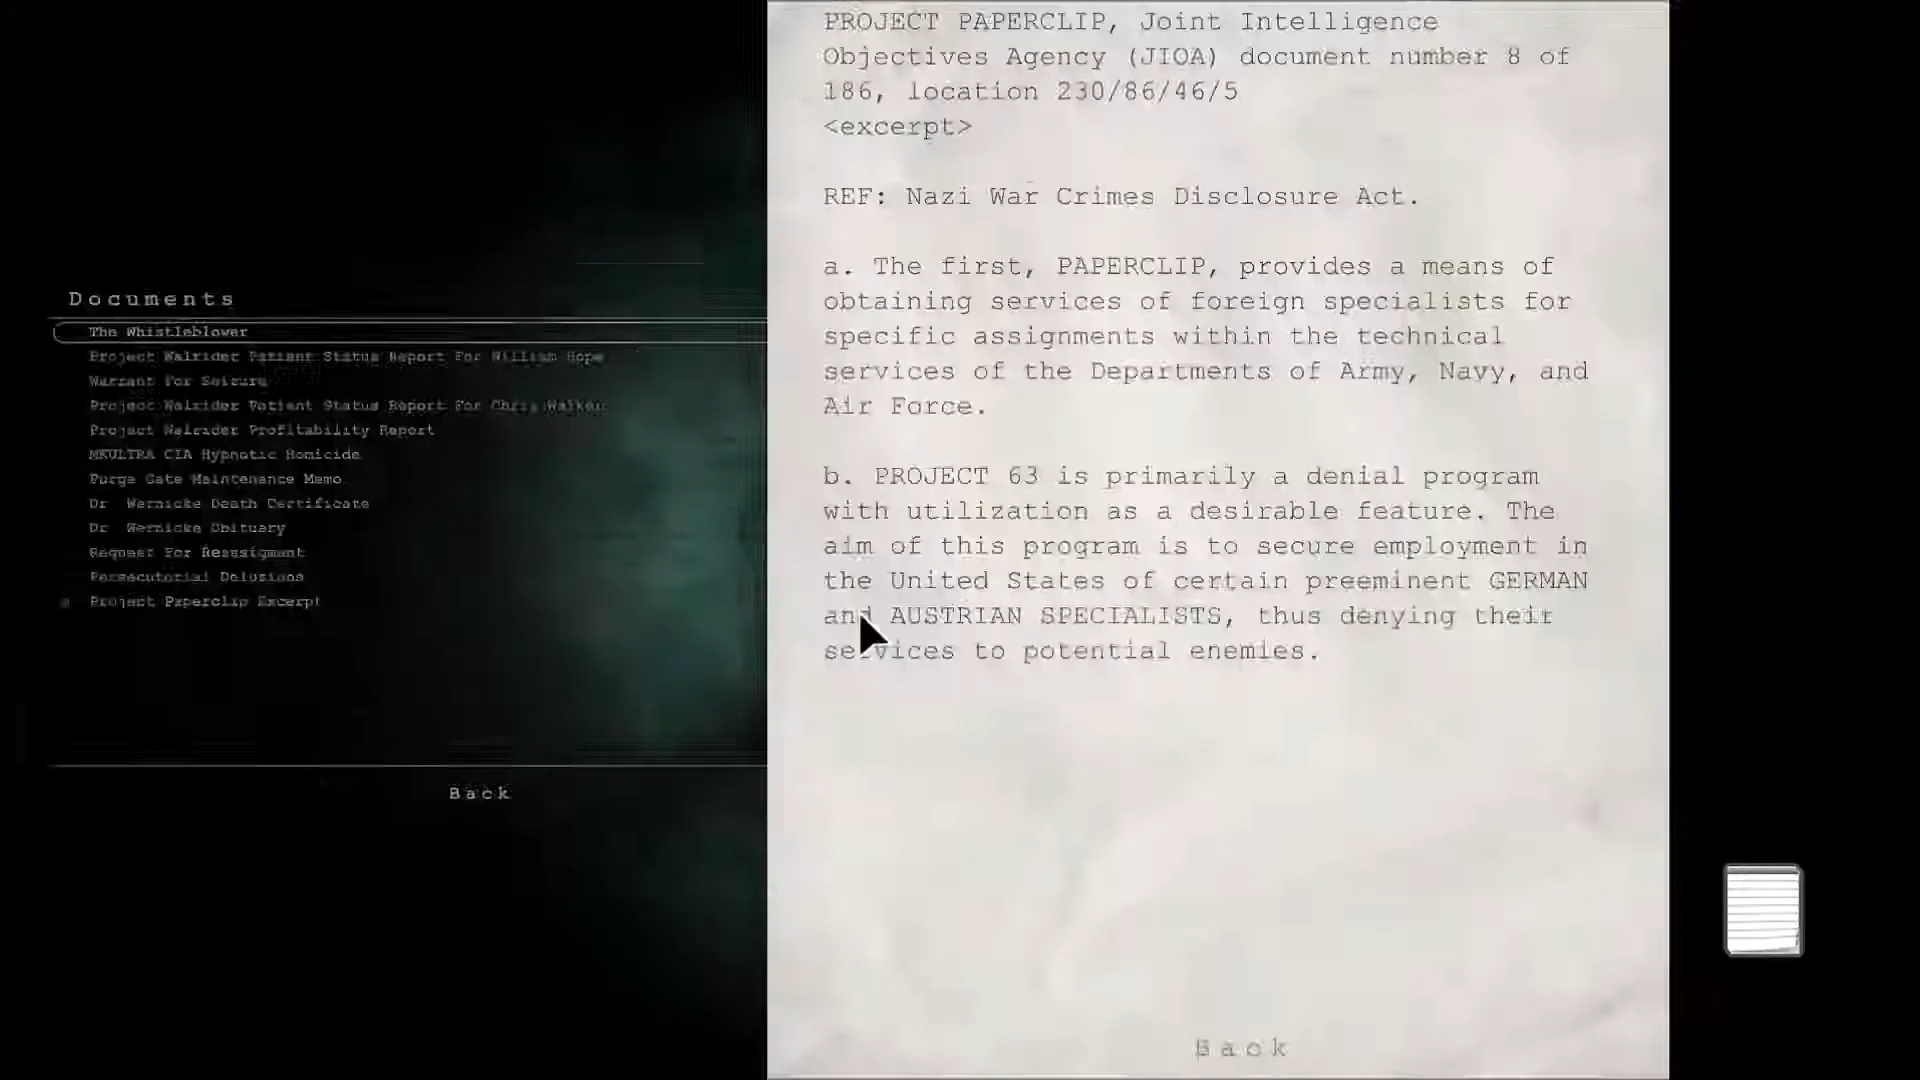 Documents
The Whistleblower
Project Walrider Patient Status Report For William Hope
Warrant For Seizure
Project Walrider Patient Status Report For Chris Walker
Project Walrider Profitability Report
MKULTRA CIA Hypnotic Homicide
Purge Gate Maintenance Memo
Dr Wernicke Death Certificate
Dr Wernicke Obituary
Request For Reassigment
Persecutorial Delusions
Project Paperclip Excerpt
Back
PROJECT PAPERCLIP, Joint Intelligence
Objectives Agency (JIOA) document number 8 of
186, location 230/86/46/5
<excerpt>
REF: Nazi War Crimes Disclosure Act.
a. The first, PAPERCLIP, provides a means of
obtaining services of foreign specialists for
specific assignments within the technical
services of the Departments of Army, Navy, and
Air Force.
b. PROJECT 63 is primarily a denial program
with utilization as a desirable feature. The
aim of this program is to secure employment in
the United States of certain preeminent GERMAN
and AUSTRIAN SPECIALISTS, thus denying their
services to potential enemies.
Back